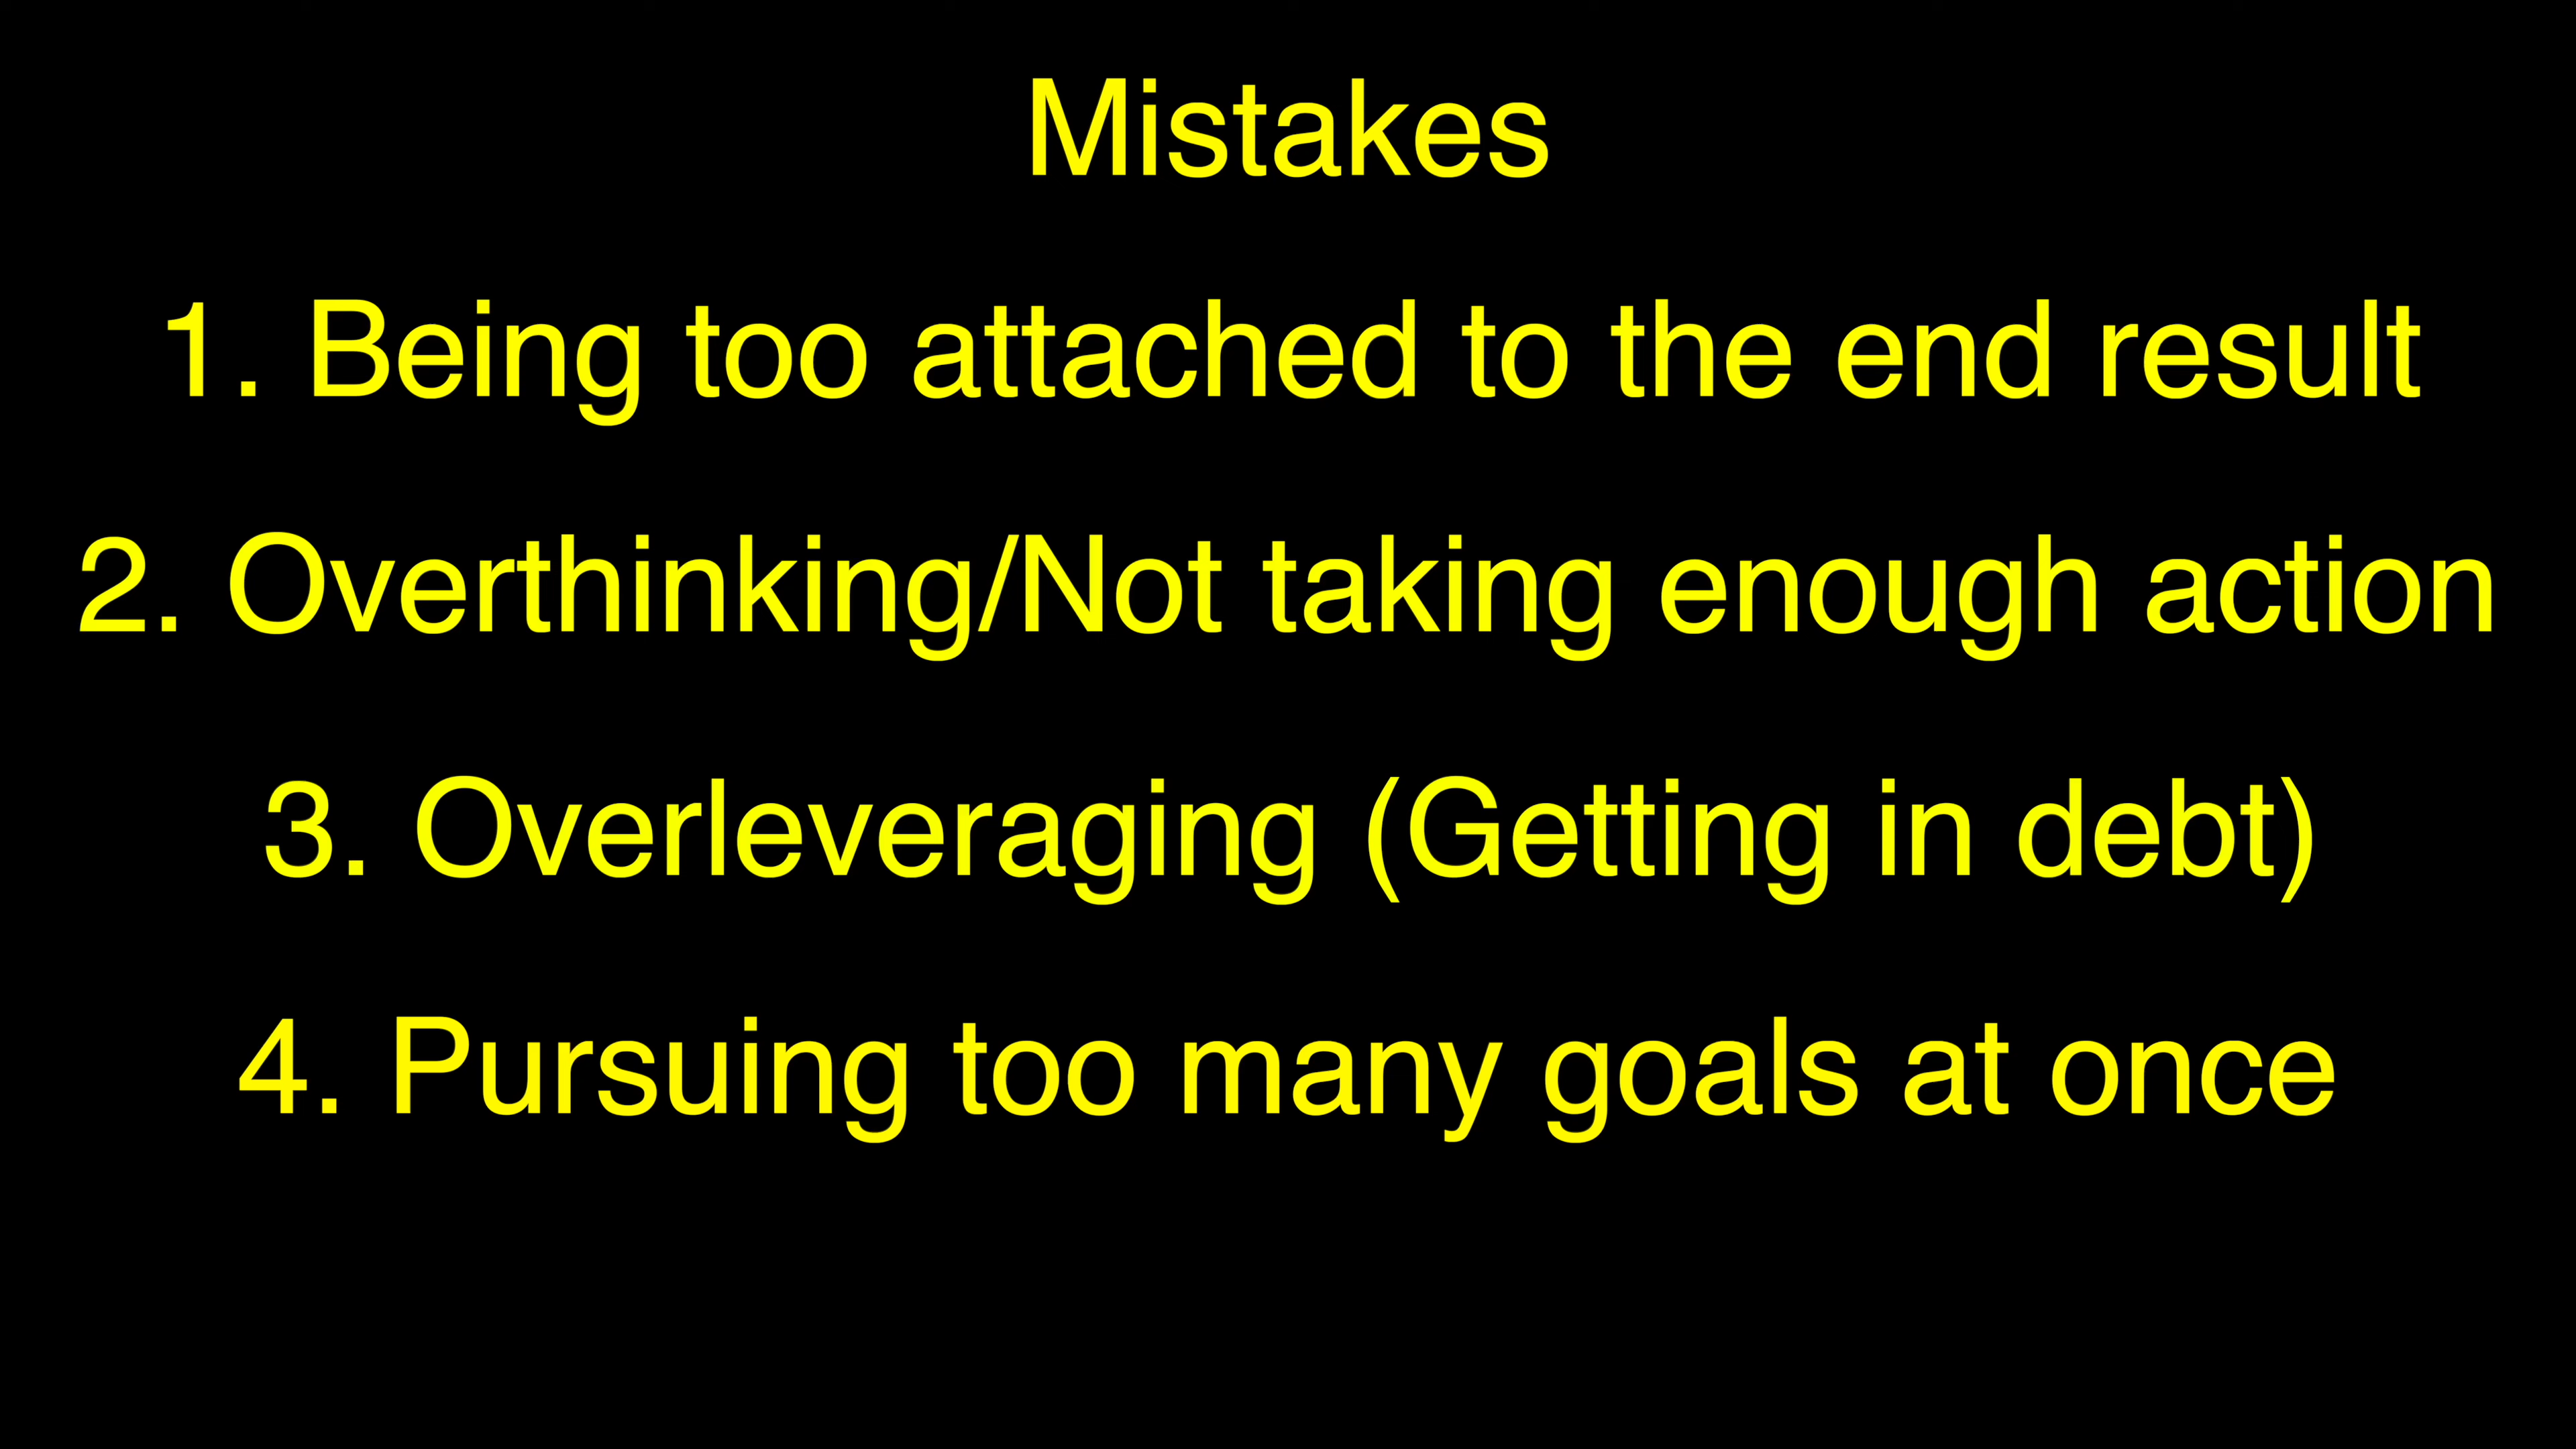 Mistakes
1. Being too attached to the end result
2. Overthinking/Not taking enough action
3. Overleveraging (Getting in debt)
4. Pursuing too many goals at once